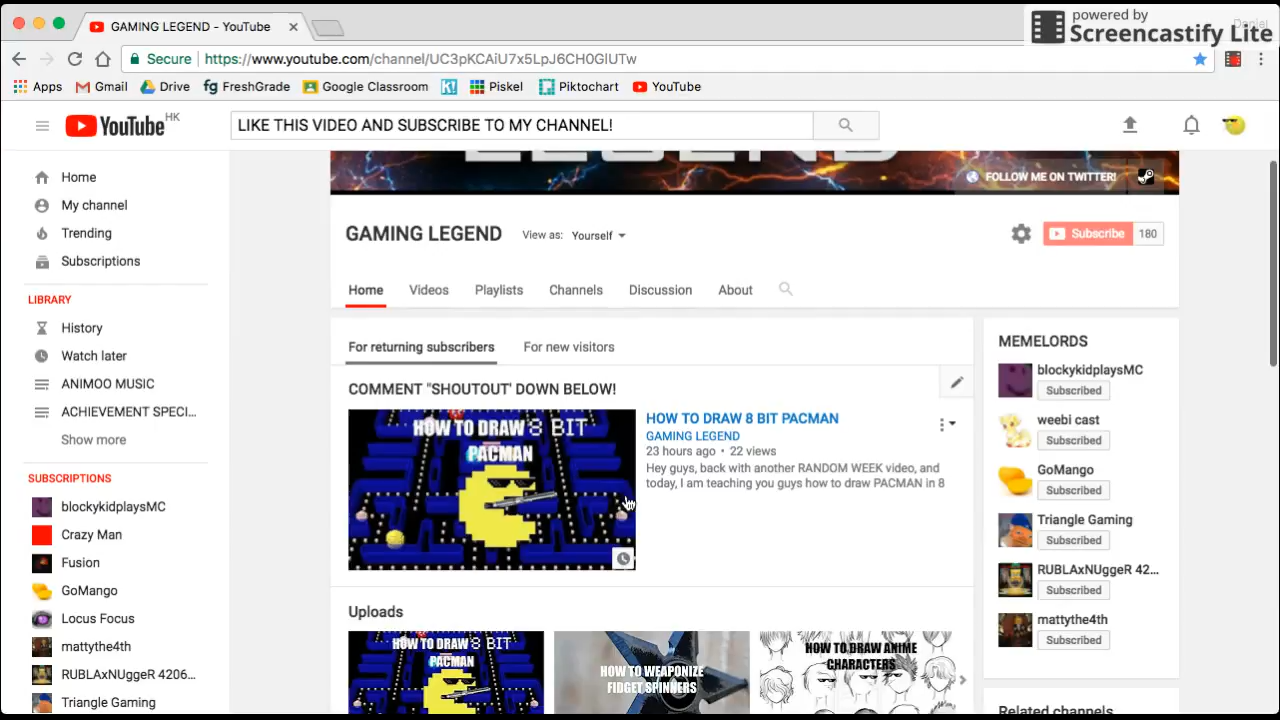 GAMING LEGEND - YouTube
powered by
Screencastify Lite
Daniel
Secure
https://www.youtube.com/channel/UC3pKCAiU7x5LpJ6CH0GlUTw
Apps
Gmail
Drive
FreshGrade
Google Classroom
Piskel
Piktochart
YouTube
YouTube HK
LIKE THIS VIDEO AND SUBSCRIBE TO MY CHANNEL!
FOLLOW ME ON TWITTER!
Home
My channel
Trending
Subscriptions
LIBRARY
History
Watch later
ANIMOO MUSIC
ACHIEVEMENT SPECI...
Show more
SUBSCRIPTIONS
blockykidplaysMC
Crazy Man
Fusion
GoMango
Locus Focus
mattythe4th
RUBLAxNUggeR 4206...
Triangle Gaming
GAMING LEGEND
View as: Yourself
Subscribe 180
Home Videos Playlists Channels Discussion About
For returning subscribers
For new visitors
COMMENT "SHOUTOUT' DOWN BELOW!
HOW TO DRAW 8 BIT
PACMAN
HOW TO DRAW 8 BIT PACMAN
GAMING LEGEND
23 hours ago • 22 views
Hey guys, back with another RANDOM WEEK video, and
today, I am teaching you guys how to draw PACMAN in 8
Uploads
HOW TO DRAW 8 BIT
PACMAN
HOW TO WEAPONIZE
FIDGET SPINNERS
HOW TO DRAW ANIME
CHARACTERS
MEMELORDS
blockykidplaysMC
Subscribed
weebi cast
Subscribed
GoMango
Subscribed
Triangle Gaming
Subscribed
RUBLAxNUggeR 42...
Subscribed
mattythe4th
Subscribed
Related channels